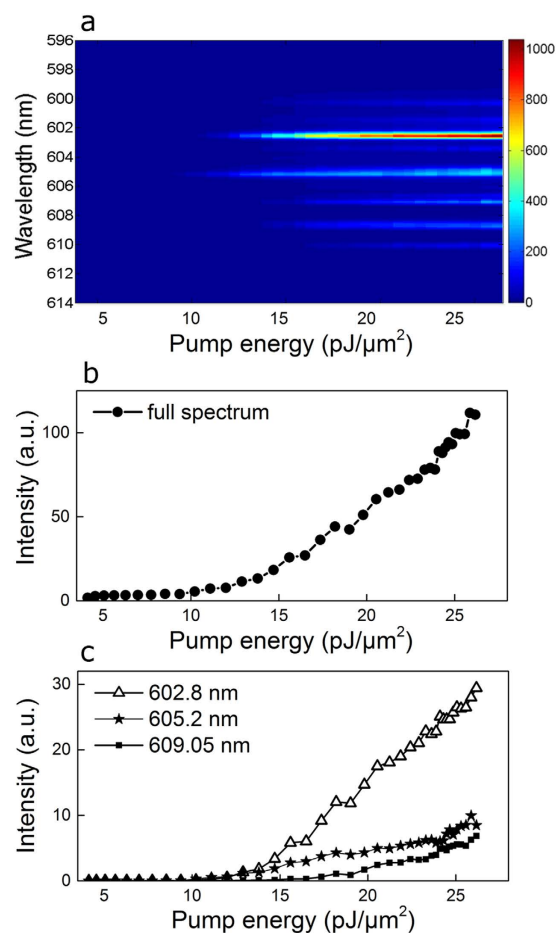 a
596
598
600
602
604
606
608
610
612
614
Wavelength (nm)
5 10 15 20 25
Pump energy (pJ/µm²)
1000
800
600
400
200
0
b
full spectrum
100
50
0
Intensity (a.u.)
5 10 15 20 25
Pump energy (pJ/µm²)
c
602.8 nm
605.2 nm
609.05 nm
30
20
10
0
Intensity (a.u.)
5 10 15 20 25
Pump energy (pJ/µm²)